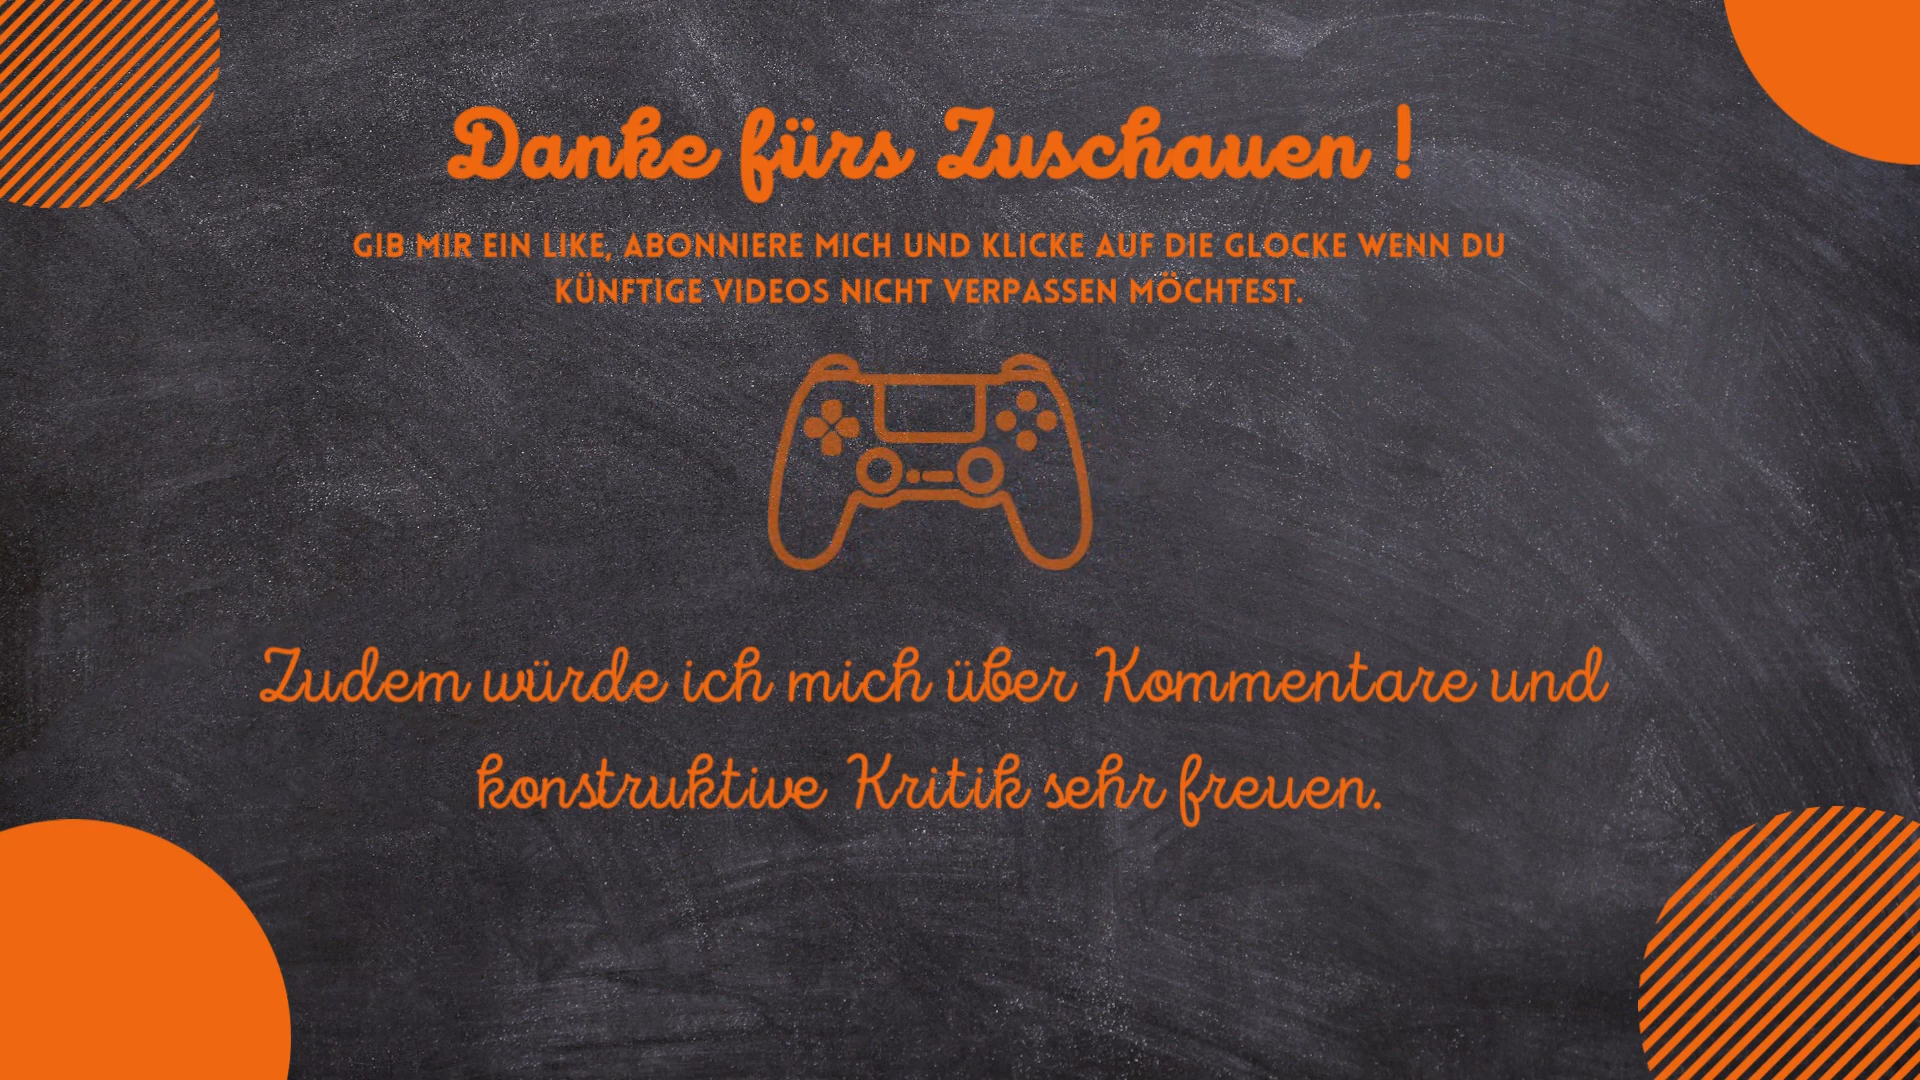 Danke fürs Zuschauen !
GIB MIR EIN LIKE, ABONNIERE MICH UND KLICKE AUF DIE GLOCKE WENN DU
KÜNFTIGE VIDEOS NICHT VERPASSEN MÖCHTEST.
Zudem würde ich mich über Kommentare und
konstruktive Kritik sehr freuen.